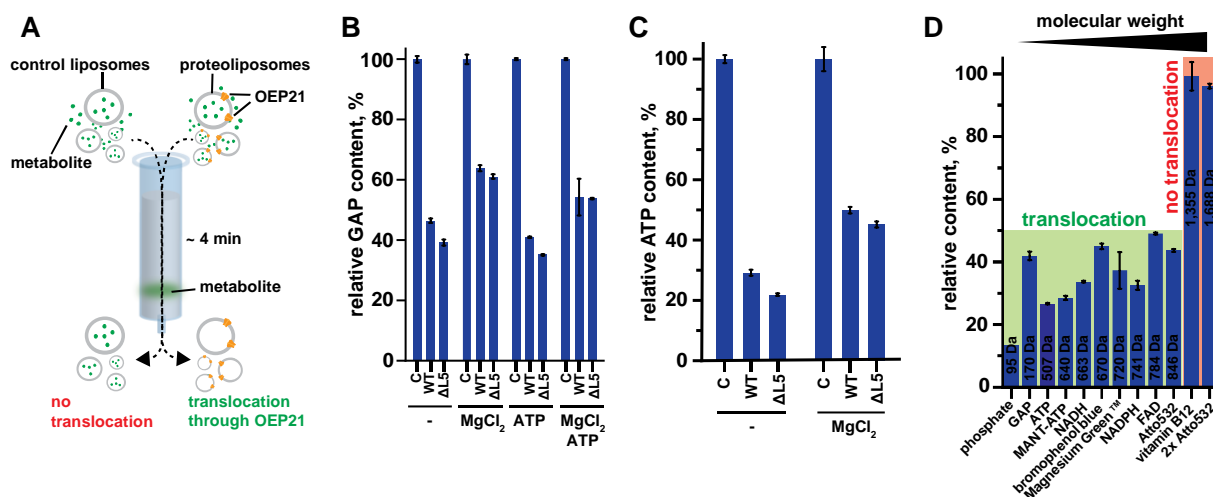 A
control liposomes
proteoliposomes
OEP21
metabolite
~ 4 min
metabolite
no
translocation
translocation
through OEP21
B
relative GAP content, %
100
80
60
40
20
0
C
WT
ΔL5
C
WT
ΔL5
C
WT
ΔL5
C
WT
ΔL5
-
MgCl2
ATP
MgCl2
ATP
C
relative ATP content, %
100
80
60
40
20
0
C
WT
ΔL5
C
WT
ΔL5
-
MgCl2
D
molecular weight
relative content, %
100
80
60
40
20
0
translocation
no translocation
95 Da
170 Da
507 Da
640 Da
663 Da
670 Da
720 Da
741 Da
784 Da
846 Da
1,355 Da
1,688 Da
phosphate
GAP
ATP
MANT-ATP
NADH
bromophenol blue
Magnesium Green ™
NADPH
FAD
Atto532
vitamin B12
2x Atto532